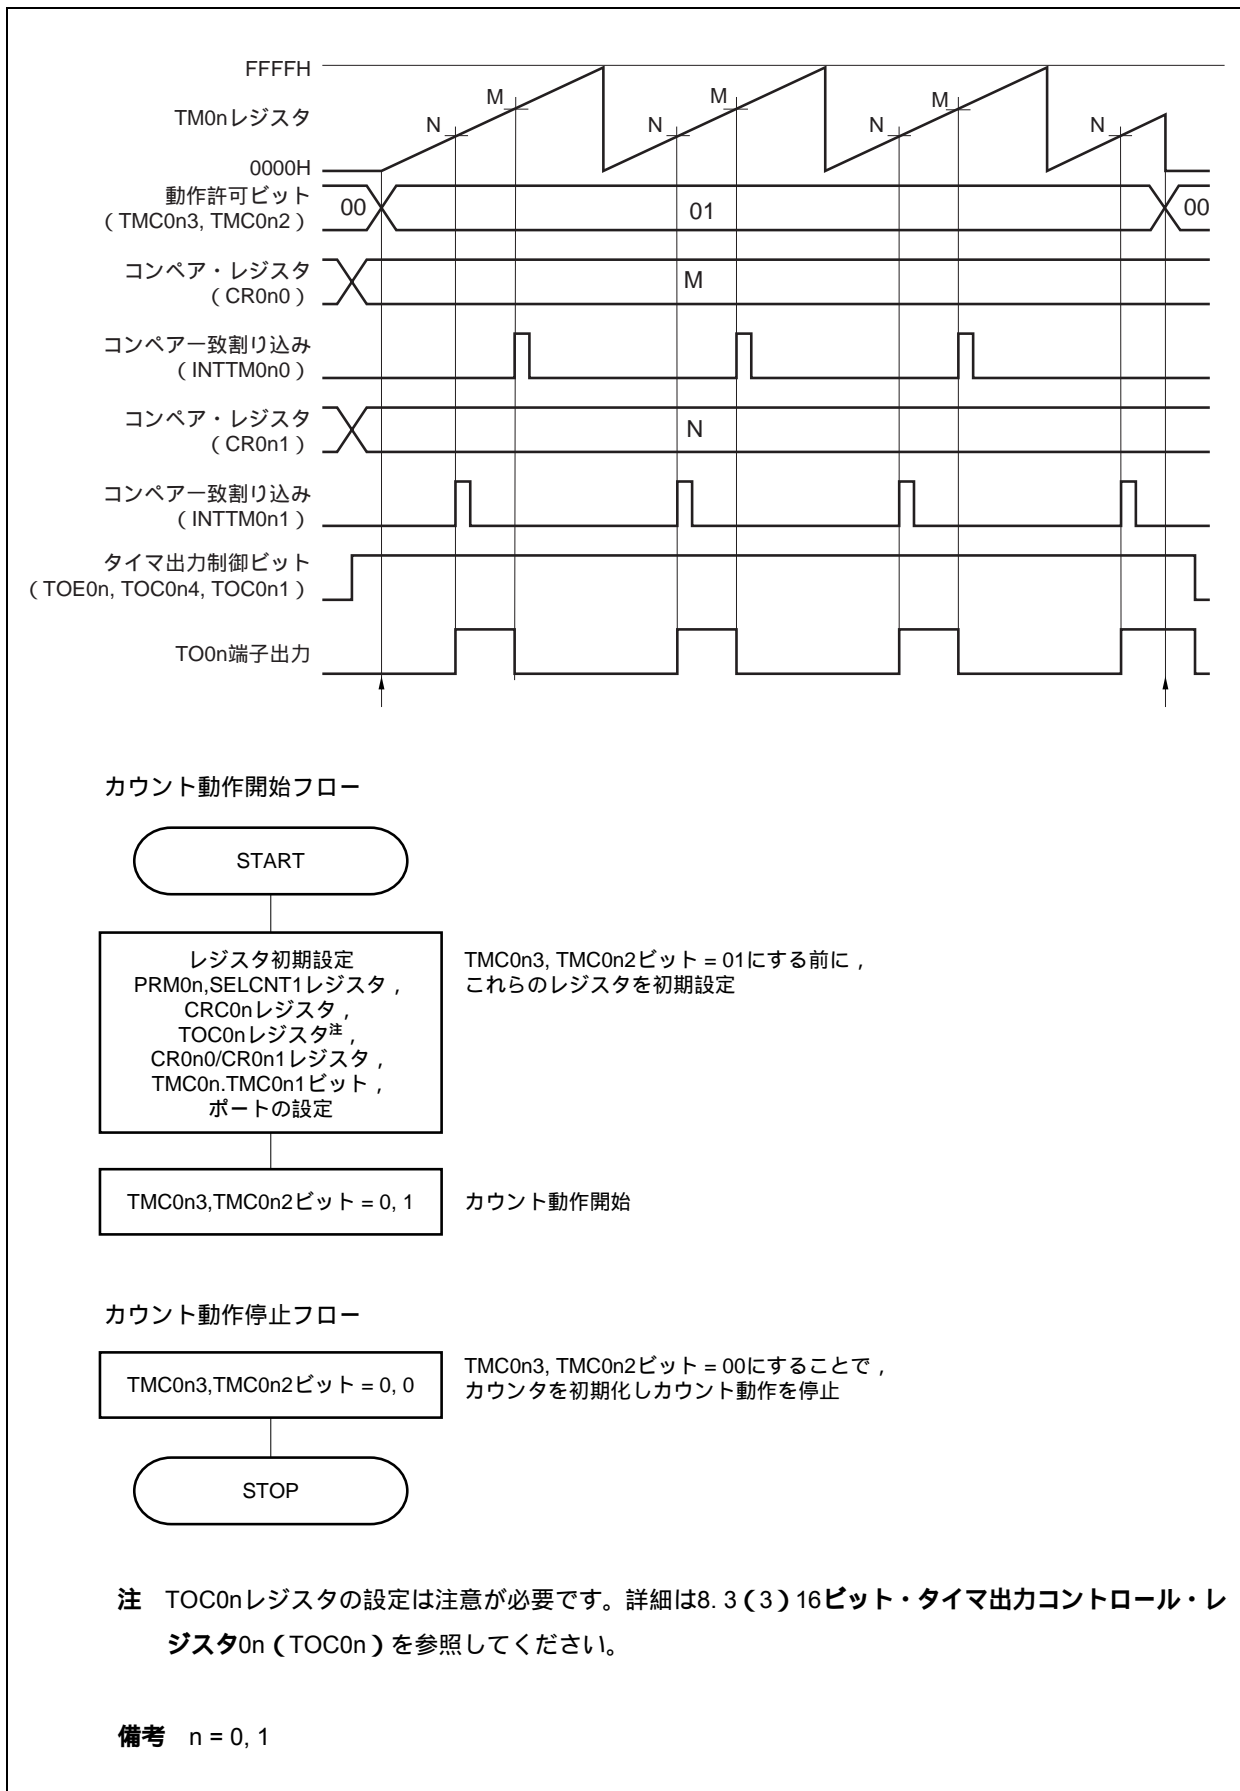 FFFFH
TM0nレジスタ
0000H
N M N M N M N
動作許可ビット
( TMC0n3, TMC0n2 )
00 01 00
コンペア・レジスタ
( CR0n0 )
M
コンペア一致割り込み
( INTTM0n0 )
コンペア・レジスタ
( CR0n1 )
N
コンペア一致割り込み
( INTTM0n1 )
タイマ出力制御ビット
( TOE0n, TOC0n4, TOC0n1 )
TO0n端子出力
カウント動作開始フロー
START
レジスタ初期設定
PRM0n,SELCNT1レジスタ，
CRC0nレジスタ，
TOC0nレジスタ注，
CR0n0/CR0n1レジスタ，
TMC0n.TMC0n1ビット，
ポートの設定
TMC0n3, TMC0n2ビット = 01にする前に，
これらのレジスタを初期設定
TMC0n3,TMC0n2ビット = 0, 1
カウント動作開始
カウント動作停止フロー
TMC0n3,TMC0n2ビット = 0, 0
TMC0n3, TMC0n2ビット = 00にすることで，
カウンタを初期化しカウント動作を停止
STOP
注 TOC0nレジスタの設定は注意が必要です。詳細は8. 3 ( 3 ) 16ビット・タイマ出力コントロール・レ
ジスタ0n ( TOC0n ) を参照してください。
備考 n = 0, 1